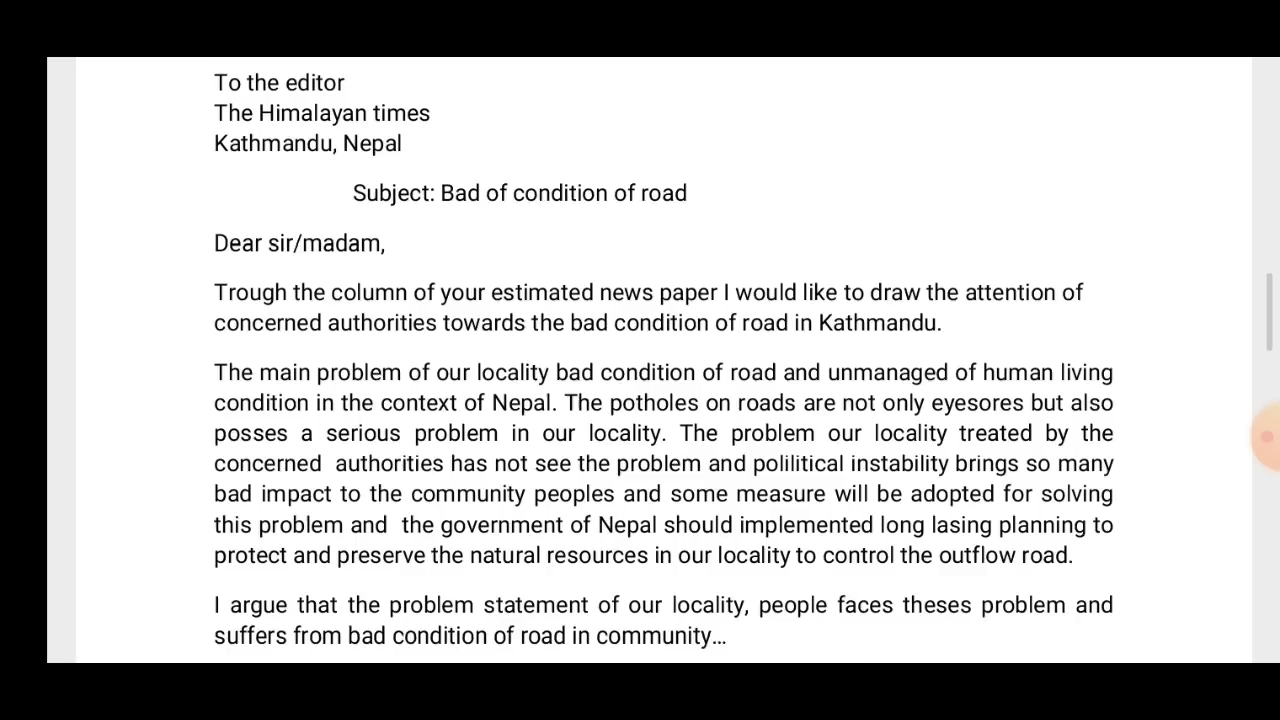 To the editor
The Himalayan times
Kathmandu, Nepal
Subject: Bad of condition of road
Dear sir/madam,
Trough the column of your estimated news paper I would like to draw the attention of
concerned authorities towards the bad condition of road in Kathmandu.
The main problem of our locality bad condition of road and unmanaged of human living
condition in the context of Nepal. The potholes on roads are not only eyesores but also
posses a serious problem in our locality. The problem our locality treated by the
concerned authorities has not see the problem and polilitical instability brings so many
bad impact to the community peoples and some measure will be adopted for solving
this problem and the government of Nepal should implemented long lasing planning to
protect and preserve the natural resources in our locality to control the outflow road.
I argue that the problem statement of our locality, people faces theses problem and
suffers from bad condition of road in community...